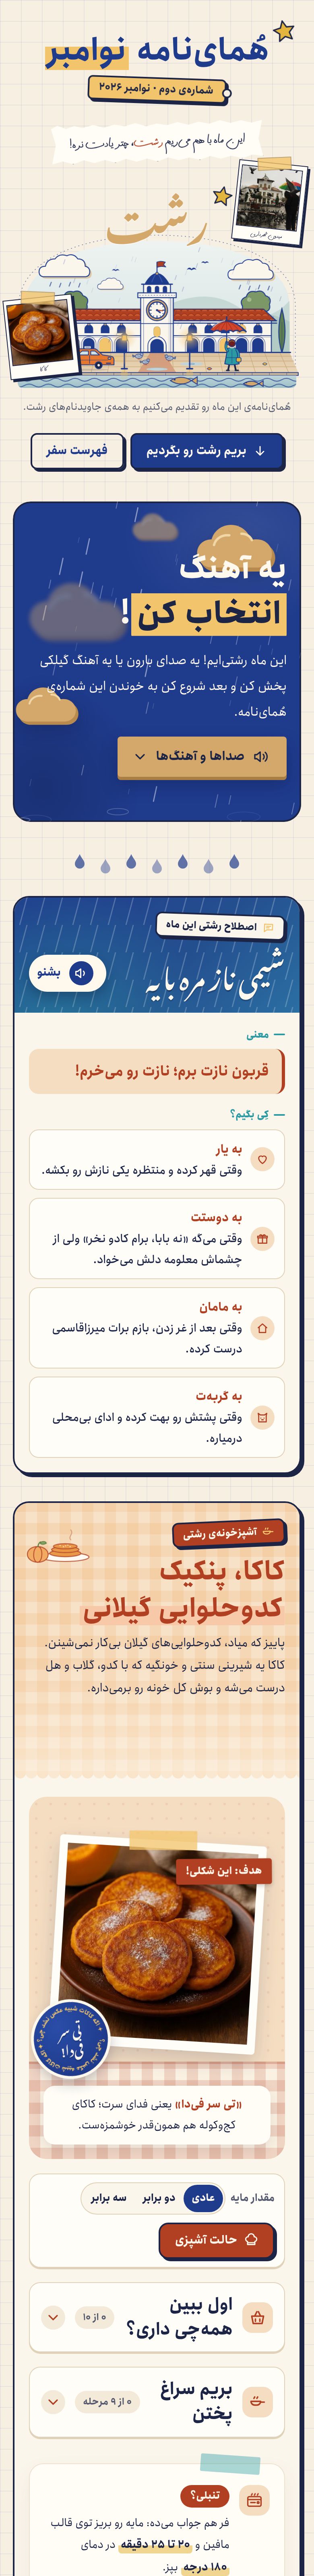 هُمای‌نامه نوامبر
شماره‌ی دوم • نوامبر ۲۰۲۶
این ماه با هم می‌ریم رشت، چتر یادت نره!
رشت
هُمای‌نامه‌ی این ماه رو تقدیم می‌کنیم به همه‌ی جاویدنام‌های رشت.
بریم رشت رو بگردیم
فهرست سفر
یه آهنگ
انتخاب کن!
این ماه رشتی‌ایم! یه صدای بارون یا یه آهنگ گیلکی
پخش کن و بعد شروع کن به خوندن این شماره‌ی
هُمای‌نامه.
صداها و آهنگ‌ها
اصطلاح رشتی این ماه
شیمی ناز مره بایه
بشنو
معنی
قربون نازت برم؛ نازت رو می‌خرم!
کِی بگیم؟
به یار
وقتی قهر کرده و منتظره یکی نازش رو بکشه.
به دوستت
وقتی می‌گه «نه بابا، برام کادو نخر» ولی از
چشماش معلومه دلش می‌خواد.
به مامان
وقتی بعد از غر زدن، بازم برات میرزاقاسمی
درست کرده.
به گربه‌ت
وقتی پشتش رو بهت کرده و ادای بی‌محلی
درمیاره.
آشپزخونه‌ی رشتی
کاکا، پنکیک
کدوحلوایی گیلانی
پاییز که میاد، کدوحلوایی‌های گیلان بی‌کار نمی‌شینن.
کاکا یه شیرینی سنتی و خونگیه که با کدو، گلاب و هل
درست می‌شه و بوش کل خونه رو برمی‌داره.
هدف: این شکلی!
تی سر
فی‌دا!
«تی سر فی‌دا» یعنی فدای سرت؛ کاکای
کج‌وکوله هم همون‌قدر خوشمزه‌ست.
مقدار مایه
عادی
دو برابر
سه برابر
حالت آشپزی
اول ببین
همه‌چی داری؟
۰ از ۱۰
بریم سراغ
پختن
۰ از ۹ مرحله
تنبلی؟
فر هم جواب می‌ده: مایه رو بریز توی قالب
مافین و ۲۰ تا ۲۵ دقیقه در دمای
۱۸۰ درجه بپز.